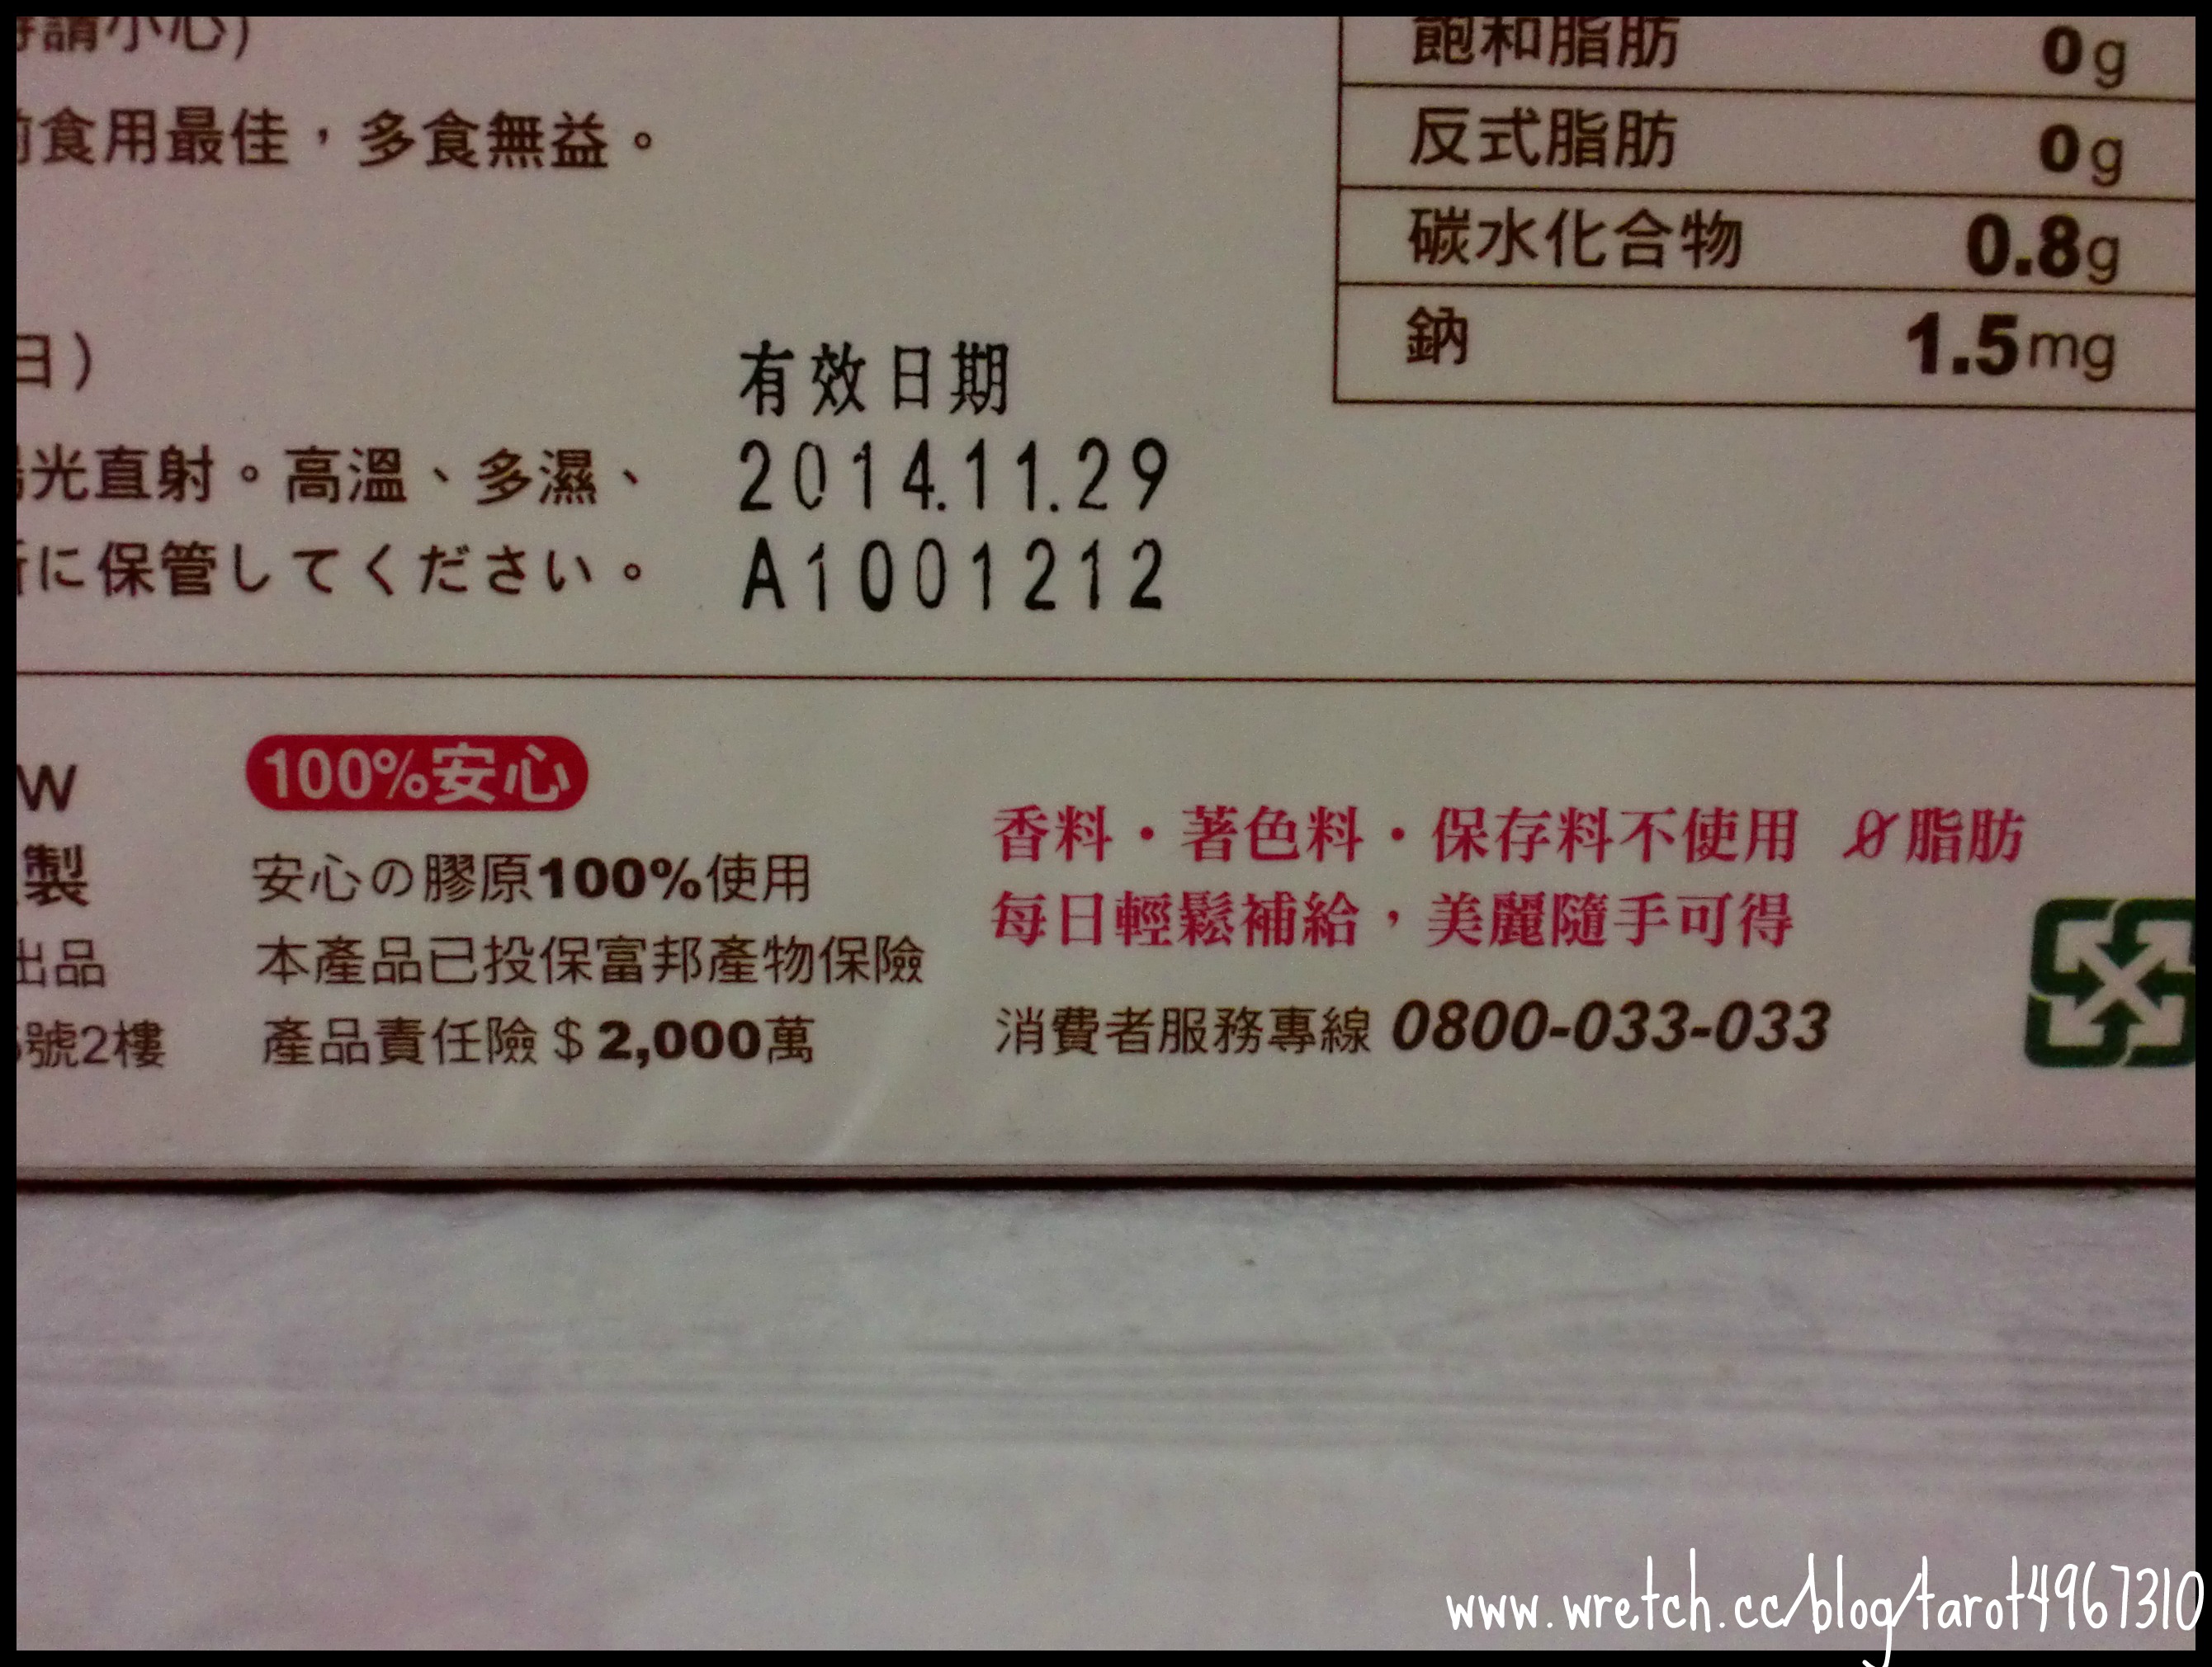 請小心)
食用最佳，多食無益。
飽和脂肪 0g
反式脂肪 0g
碳水化合物 0.8g
鈉 1.5mg
日)
光直射。高溫、多濕、
に保管してください。
有效日期
2014.11.29
A1001212
W
製
出品
號2樓
100%安心
安心の膠原100%使用
本產品已投保富邦產物保險
產品責任險$2,000萬
香料・著色料・保存料不使用 0脂肪
每日輕鬆補給，美麗隨手可得
消費者服務專線 0800-033-033
www.wretch.cc/blog/tarot4967310